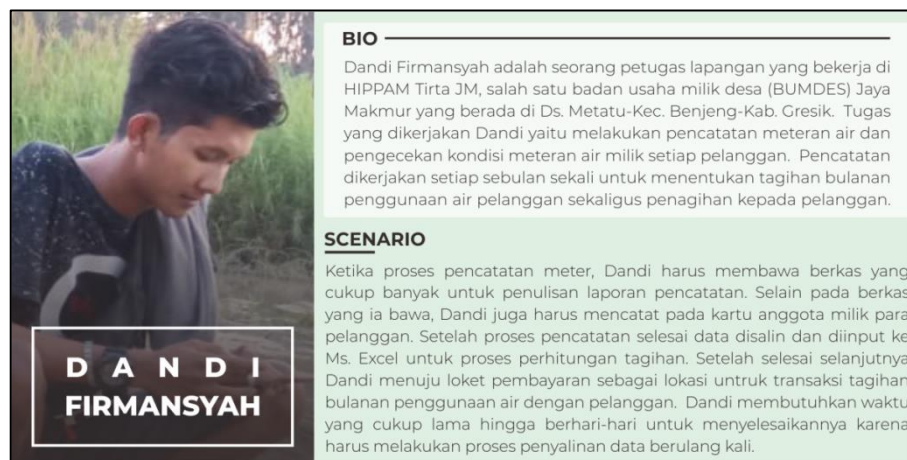 BIO
Dandi Firmansyah adalah seorang petugas lapangan yang bekerja di
HIPPAM Tirta JM, salah satu badan usaha milik desa (BUMDES) Jaya
Makmur yang berada di Ds. Metatu-Kec. Benjeng-Kab. Gresik. Tugas
yang dikerjakan Dandi yaitu melakukan pencatatan meteran air dan
pengecekan kondisi meteran air milik setiap pelanggan. Pencatatan
dikerjakan setiap sebulan sekali untuk menentukan tagihan bulanan
penggunaan air pelanggan sekaligus penagihan kepada pelanggan.
SCENARIO
Ketika proses pencatatan meter, Dandi harus membawa berkas yang
cukup banyak untuk penulisan laporan pencatatan. Selain pada berkas
yang ia bawa, Dandi juga harus mencatat pada kartu anggota milik para
pelanggan. Setelah proses pencatatan selesai data disalin dan diinput ke
Ms. Excel untuk proses perhitungan tagihan. Setelah selesai selanjutnya
Dandi menuju loket pembayaran sebagai lokasi untruk transaksi tagihan
bulanan penggunaan air dengan pelanggan. Dandi membutuhkan waktu
yang cukup lama hingga berhari-hari untuk menyelesaikannya karena
harus melakukan proses penyalinan data berulang kali.
DANDI
FIRMANSYAH